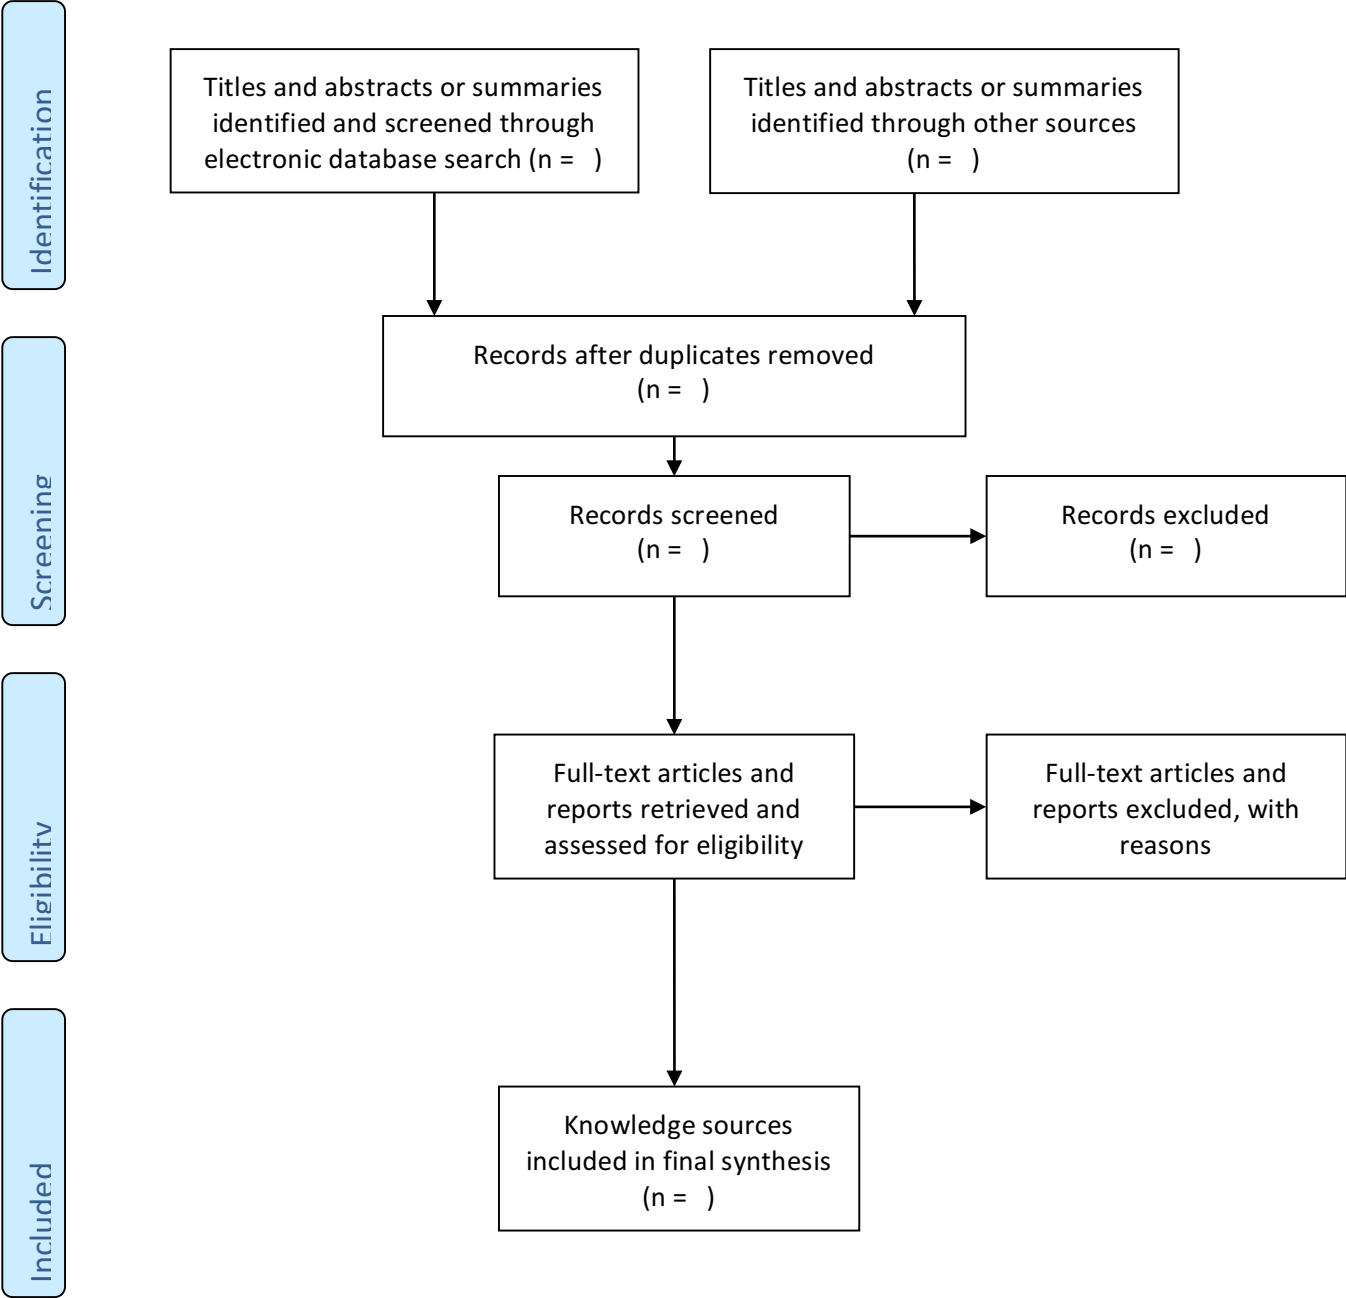 Identification
Titles and abstracts or summaries
identified and screened through
electronic database search (n =   )
Titles and abstracts or summaries
identified through other sources
(n =   )
Records after duplicates removed
(n =   )
Screening
Records screened
(n =   )
Records excluded
(n =   )
Eligibility
Full-text articles and
reports retrieved and
assessed for eligibility
Full-text articles and
reports excluded, with
reasons
Included
Knowledge sources
included in final synthesis
(n =   )